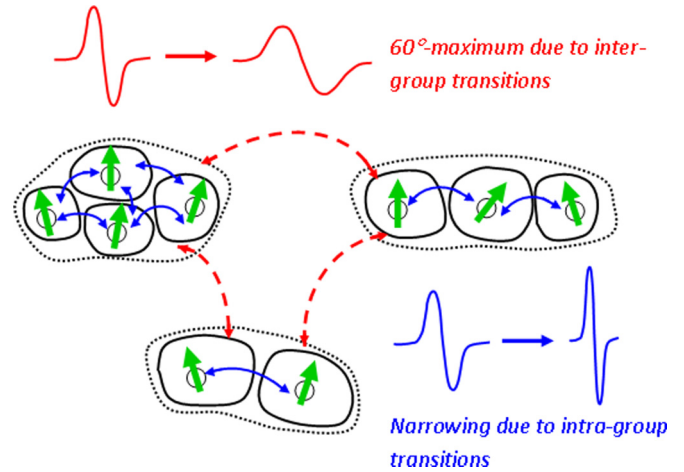 60°-maximum due to inter-
group transitions
Narrowing due to intra-group
transitions